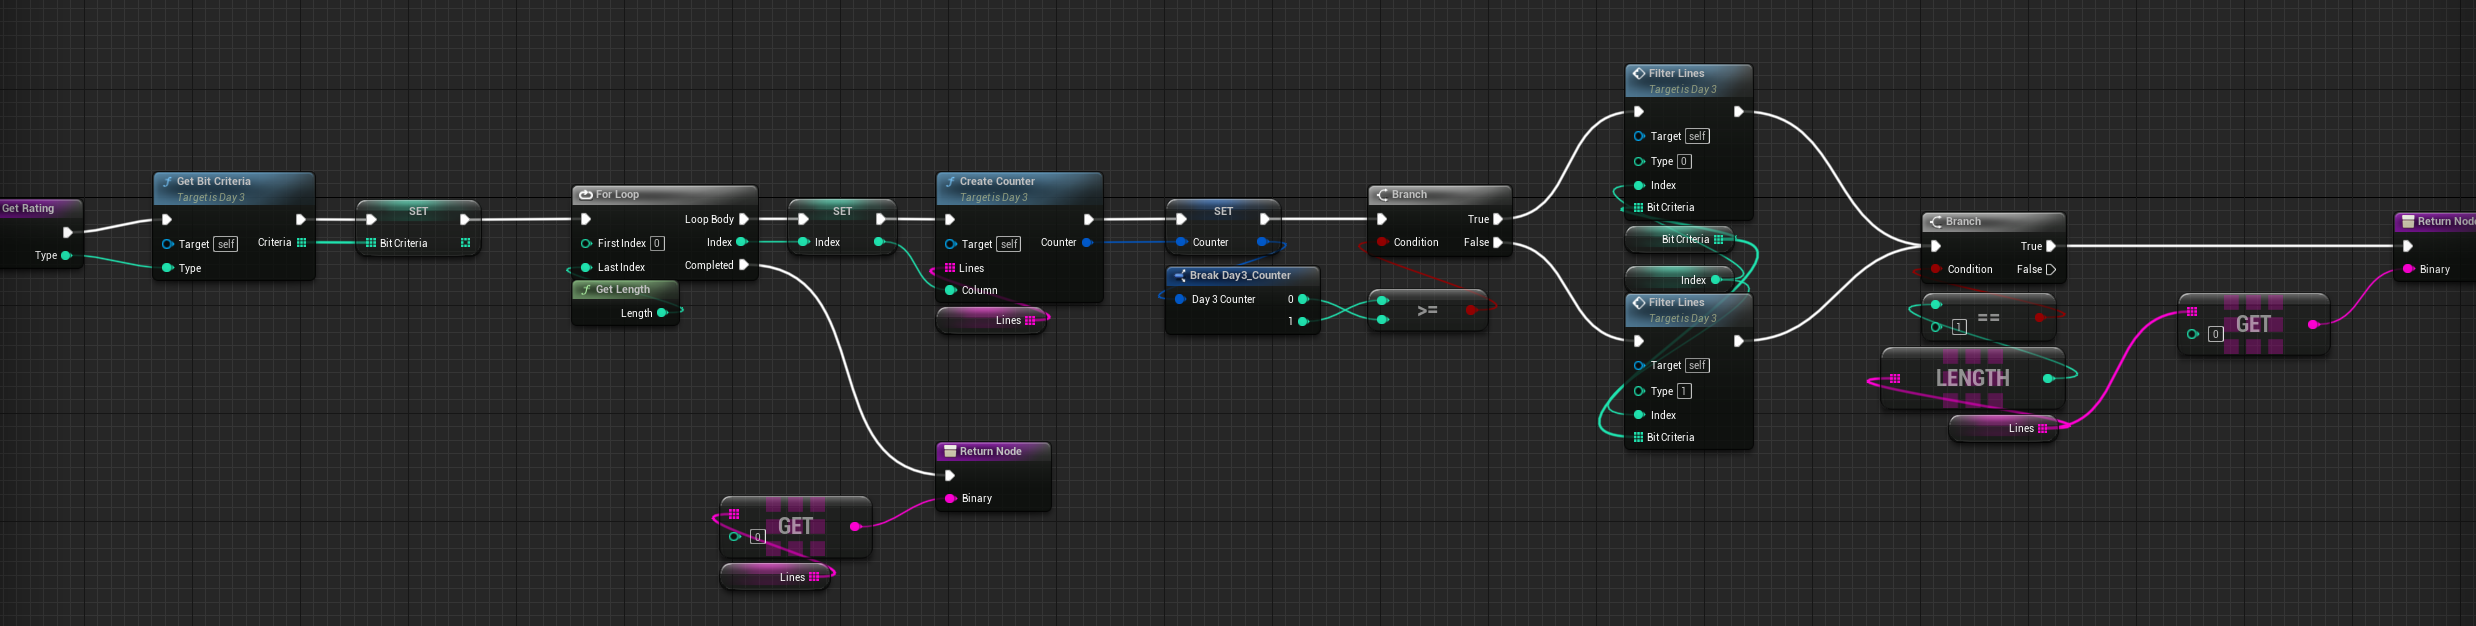 Get Rating
Type
Get Bit Criteria
Target is Day 3
Target self
Criteria
Type
SET
Bit Criteria
For Loop
Loop Body
First Index 0
Index
Last Index
Completed
Get Length
Length
SET
Index
Create Counter
Target is Day 3
Target self
Counter
Lines
Column
Lines
SET
Counter
Break Day3_Counter
Day 3 Counter 0
1
Branch
True
Condition False
>=
Filter Lines
Target is Day 3
Target self
Type 0
Index
Bit Criteria
Bit Criteria
Index
Filter Lines
Target is Day 3
Target self
Type 1
Index
Bit Criteria
Branch
True
Condition False
==
1
LENGTH
Lines
GET
0
Return Node
Binary
Return Node
Binary
GET
0
Lines